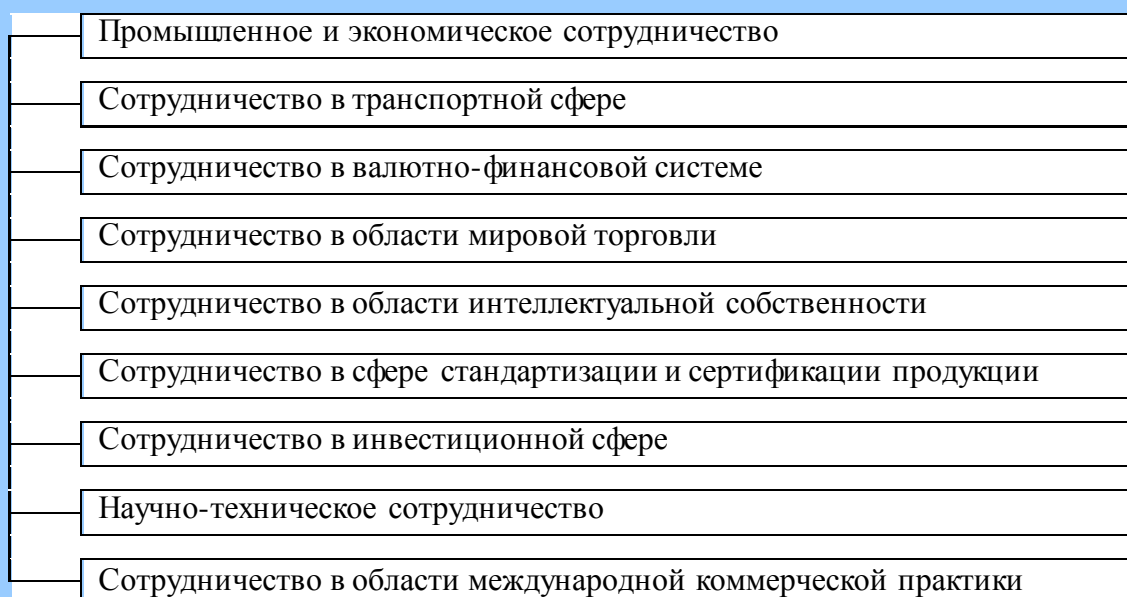 Промышленное и экономическое сотрудничество
Сотрудничество в транспортной сфере
Сотрудничество в валютно-финансовой системе
Сотрудничество в области мировой торговли
Сотрудничество в области интеллектуальной собственности
Сотрудничество в сфере стандартизации и сертификации продукции
Сотрудничество в инвестиционной сфере
Научно-техническое сотрудничество
Сотрудничество в области международной коммерческой практики